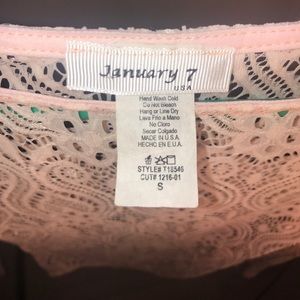 January 7
USA
Hand Wash Cold
Do Not Bleach
Hang or Line Dry
Lava Frio a Mano
No Cloro
Secar Colgado
MADE IN U.S.A.
HECHO EN E.U.A.
STYLE# T18546
CUT# 1216-01
S